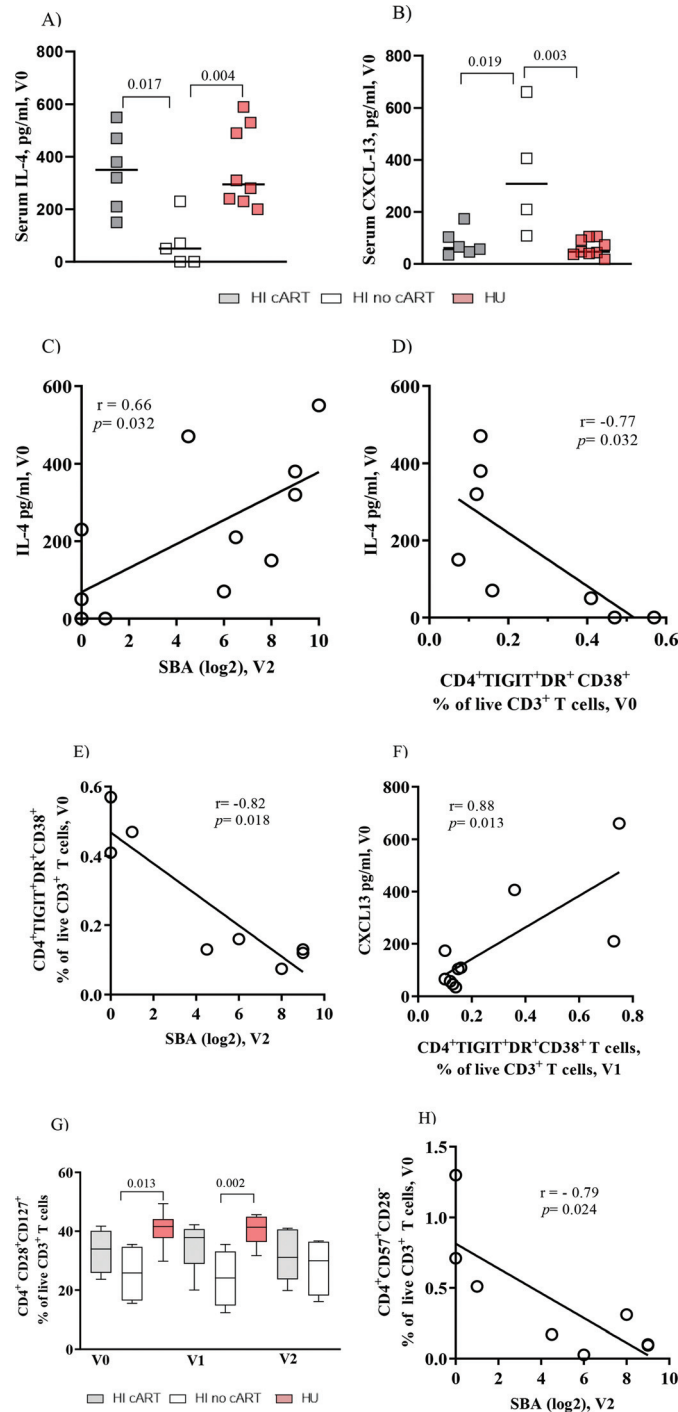 A)
Serum IL-4, pg/ml, V0
800
600
400
200
0
0.017
0.004
B)
Serum CXCL-13, pg/ml, V0
800
600
400
200
0
0.019
0.003
HI cART
HI no cART
HU
C)
IL-4 pg/ml, V0
600
400
200
0
r = 0.66
p= 0.032
0
2
4
6
8
10
SBA (log2), V2
D)
IL-4 pg/ml, V0
600
400
200
0
r= -0.77
p= 0.032
0.0
0.2
0.4
0.6
CD4+TIGIT+DR+ CD38+
% of live CD3+ T cells, V0
E)
CD4+TIGIT+DR+CD38+
% of live CD3+ T cells, V0
0.6
0.4
0.2
0.0
r= -0.82
p= 0.018
0
2
4
6
8
10
SBA (log2), V2
F)
CXCL13 pg/ml, V0
800
600
400
200
0
r= 0.88
p= 0.013
0.0
0.2
0.4
0.6
0.8
CD4+TIGIT+DR+CD38+ T cells,
% of live CD3+ T cells, V1
G)
CD4+ CD28+CD127+
% of live CD3+ T cells
60
40
20
0
0.013
0.002
V0
V1
V2
HI cART
HI no cART
HU
H)
CD4+CD57+CD28-
% of live CD3+ T cells, V0
1.5
1.0
0.5
0.0
r = - 0.79
p= 0.024
0
2
4
6
8
10
SBA (log2), V2